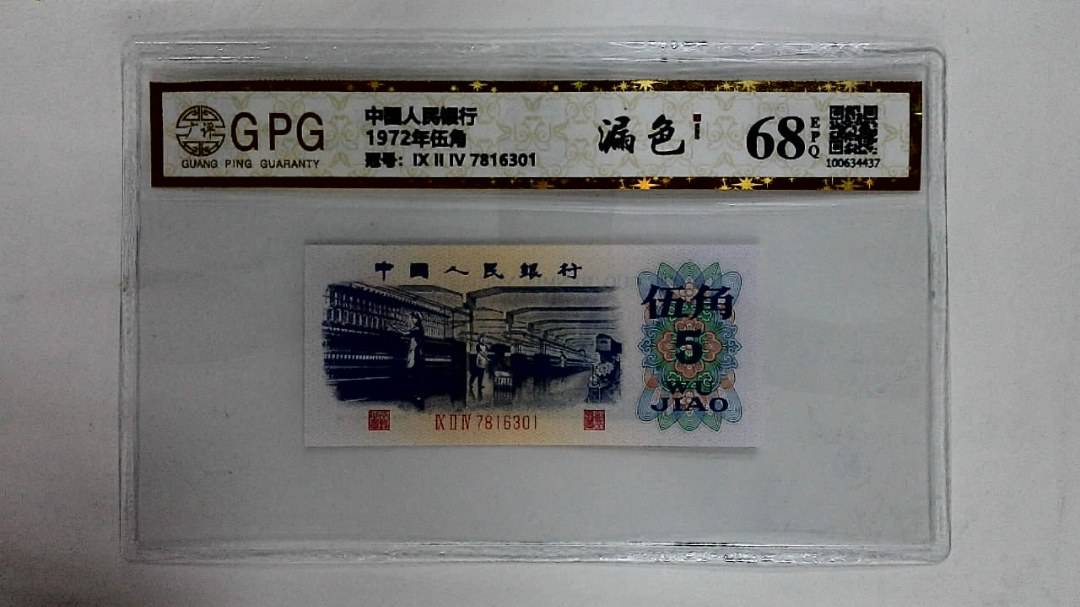 GPG
GUANG PING GUARANTY
中國人民銀行
1972年伍角
冠号: IX II IV 7816301
漏色
68
EPQ
100634437
中國人民銀行
伍角
5
WU
JIAO
IX II IV 7816301